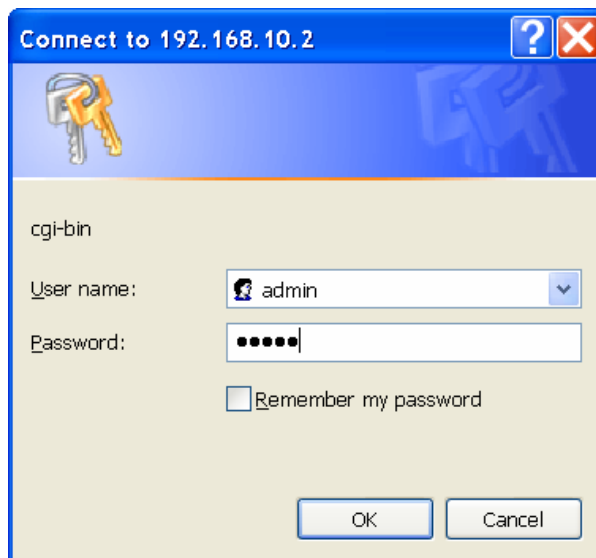 Connect to 192.168.10.2
cgi-bin
User name:
admin
Password:
•••••
Remember my password
OK
Cancel